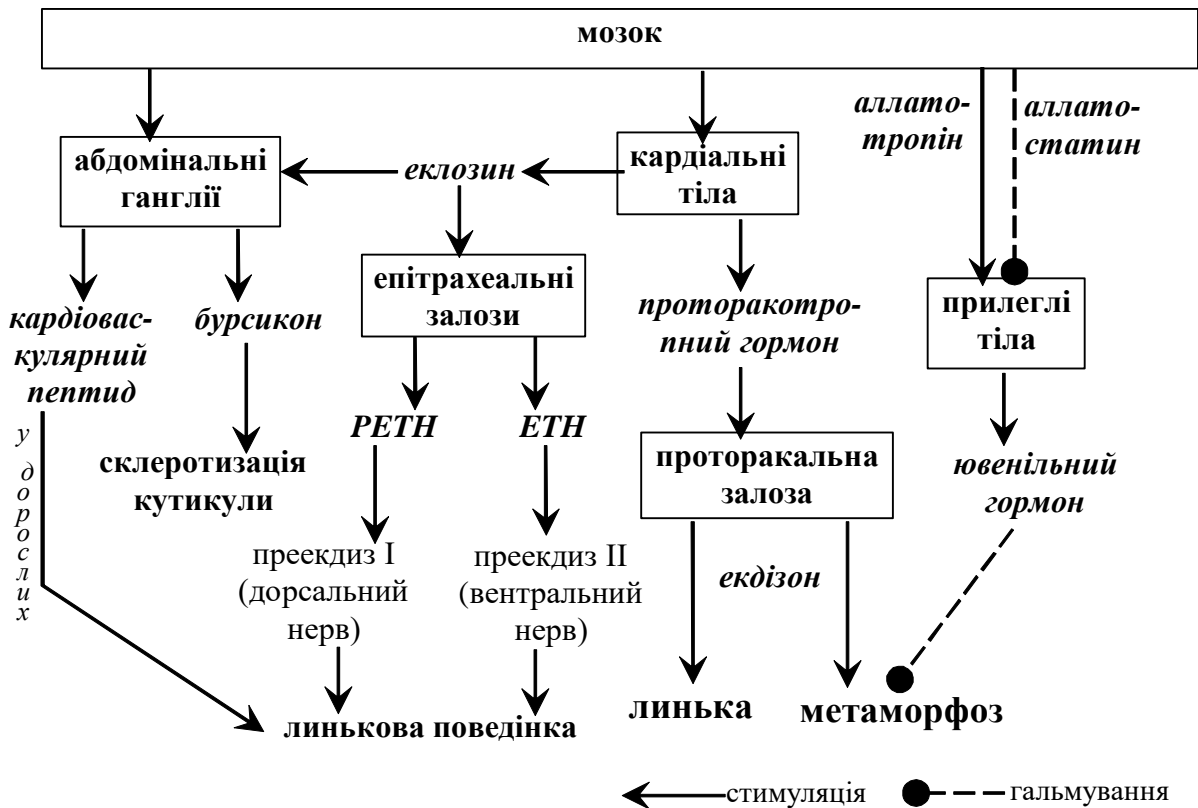 мозок
аллато-
тропін
аллато-
статин
абдомінальні
ганглії
еклозин
кардіальні
тіла
епітрахеальні
залози
прилеглі
тіла
кардіовас-
кулярний
пептид
бурсикон
проторакотро-
пний гормон
у дорослих
PETH
ETH
склеротизація
кутикули
проторакальна
залоза
ювенільний
гормон
преекдиз I
(дорсальний
нерв)
преекдиз II
(вентральний
нерв)
екдізон
линькова поведінка
линька
метаморфоз
стимуляція
гальмування